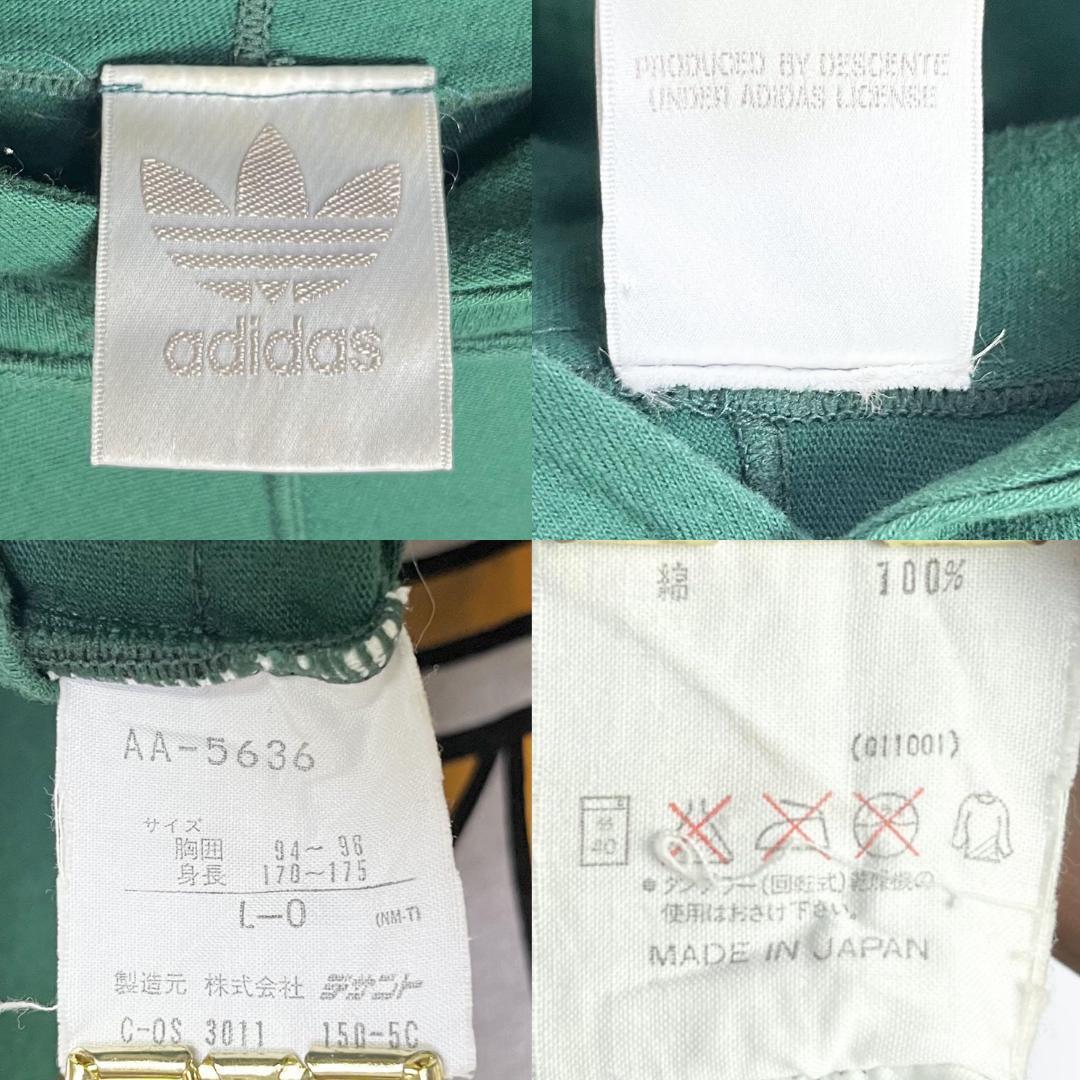 adidas
PRODUCED BY DESCENTE
UNDER ADIDAS LICENSE
AA-5636
サイズ
胸囲 94~96
身長 170~175
L-O (NM-T)
製造元 株式会社 デサント
C-OS 3011 150-5C
綿 100%
(011001)
40
タンブラー(回転式)乾燥機の
使用はおさけ下さい。
MADE IN JAPAN